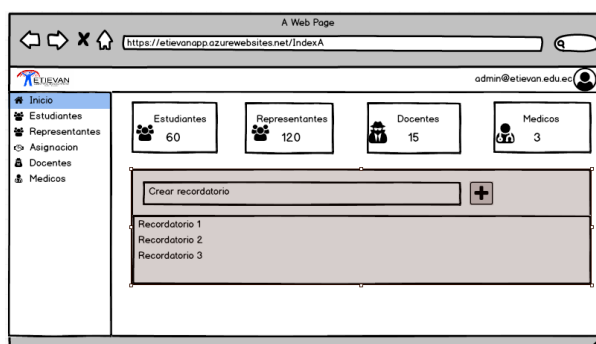 A Web Page
https://etievanapp.azurewebsites.net/IndexA
ETIEVAN
admin@etievan.edu.ec
Inicio
Estudiantes
Representantes
Asignacion
Docentes
Medicos
Estudiantes
60
Representantes
120
Docentes
15
Medicos
3
Crear recordatorio
Recordatorio 1
Recordatorio 2
Recordatorio 3